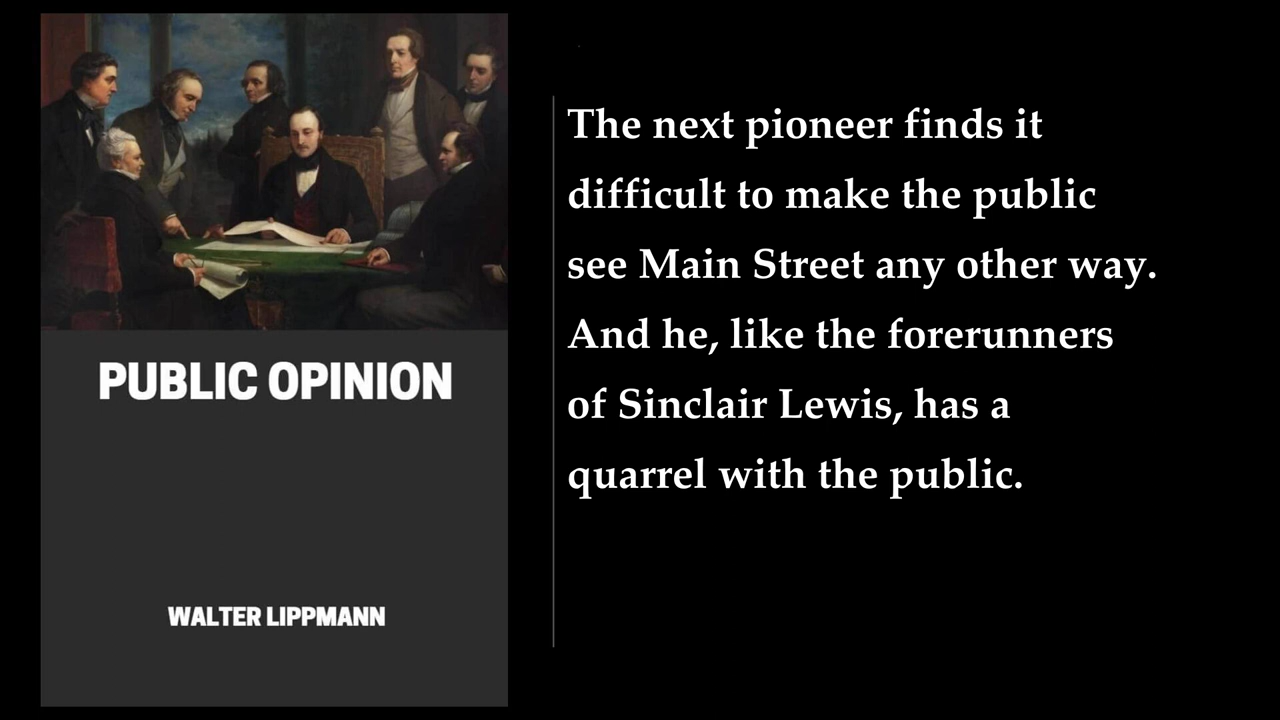 PUBLIC OPINION
WALTER LIPPMANN
The next pioneer finds it
difficult to make the public
see Main Street any other way.
And he, like the forerunners
of Sinclair Lewis, has a
quarrel with the public.